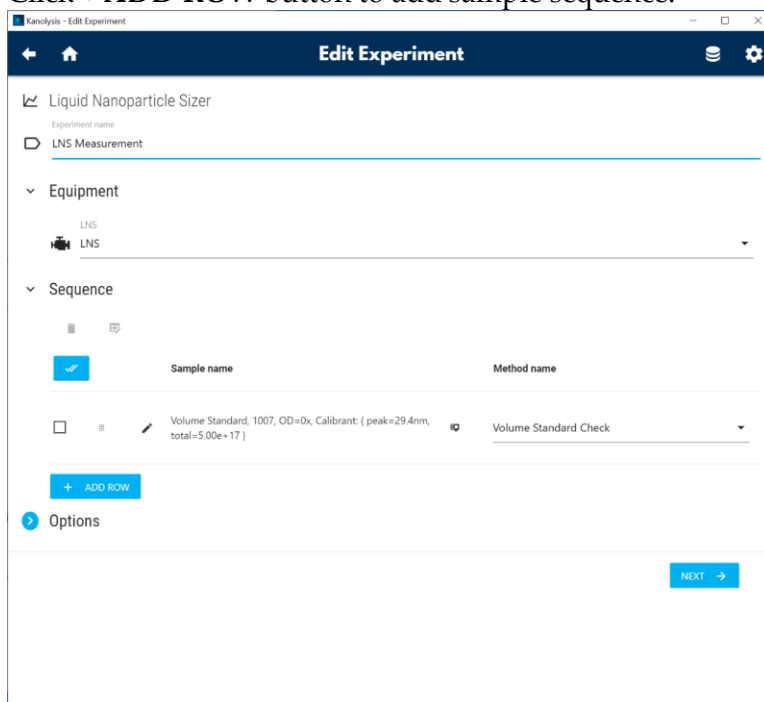 Click +ADD ROW button to add sample sequence.
Kanolysis - Edit Experiment
Edit Experiment
Liquid Nanoparticle Sizer
Experiment name
LNS Measurement
Equipment
LNS
LNS
Sequence
Sample name Method name
Volume Standard, 1007, OD=0x, Calibrant: { peak=29.4nm, Volume Standard Check
total=5.00e+17 }
+ ADD ROW
Options
NEXT →